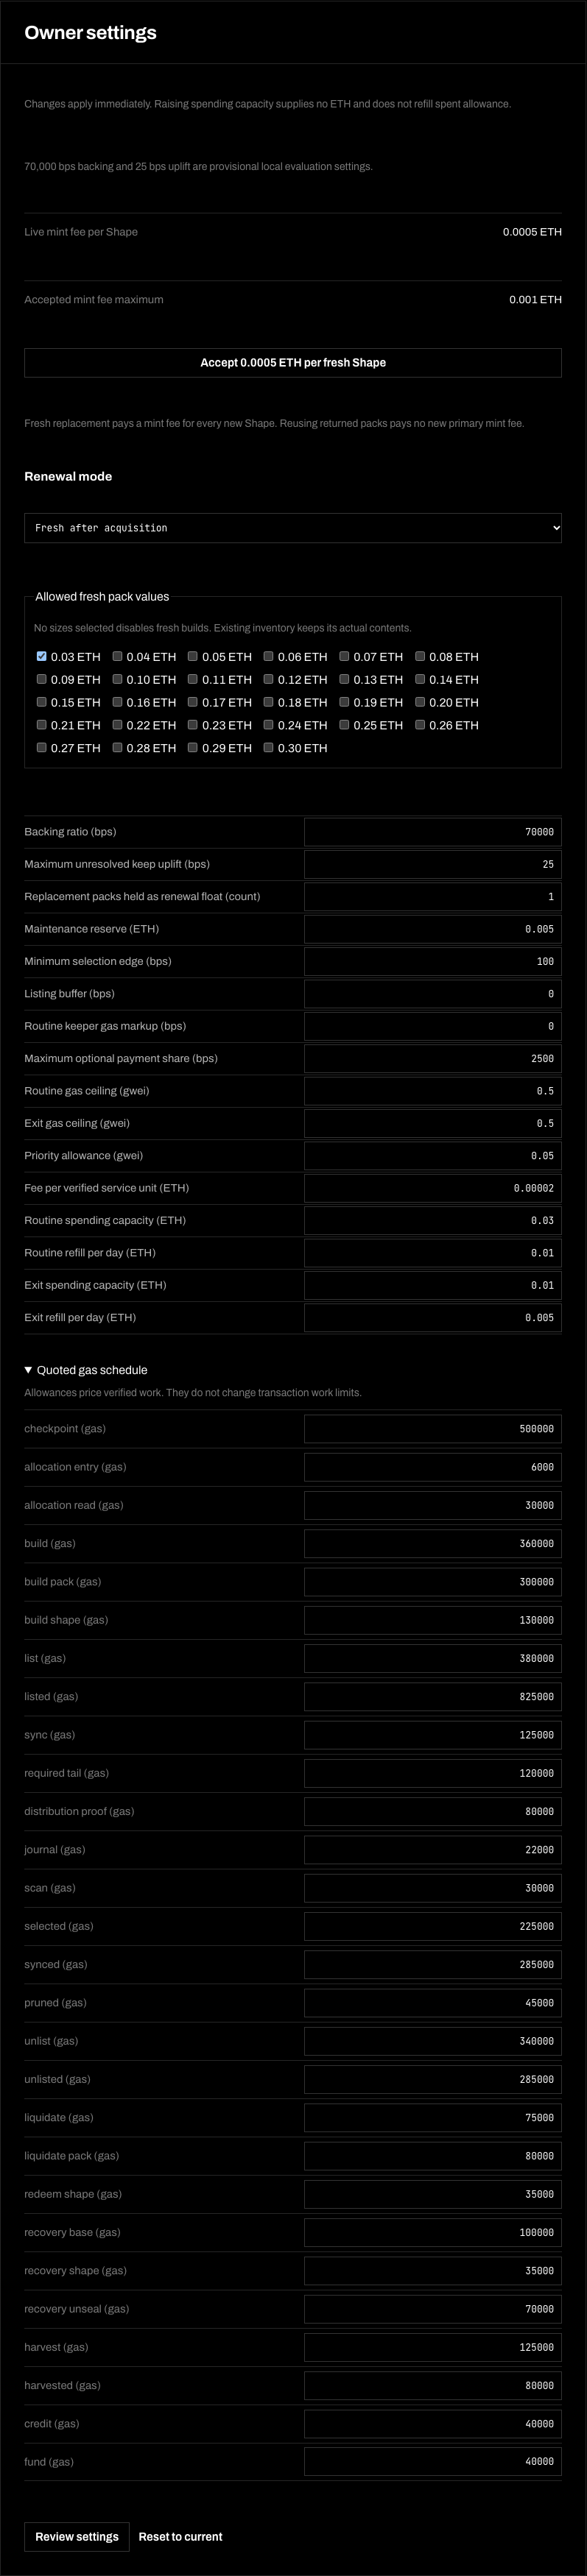 Owner settings
Changes apply immediately. Raising spending capacity supplies no ETH and does not refill spent allowance.
70,000 bps backing and 25 bps uplift are provisional local evaluation settings.
Live mint fee per Shape 0.0005 ETH
Accepted mint fee maximum 0.001 ETH
Accept 0.0005 ETH per fresh Shape
Fresh replacement pays a mint fee for every new Shape. Reusing returned packs pays no new primary mint fee.
Renewal mode
Fresh after acquisition
Allowed fresh pack values
No sizes selected disables fresh builds. Existing inventory keeps its actual contents.
0.03 ETH 0.04 ETH 0.05 ETH 0.06 ETH 0.07 ETH 0.08 ETH
0.09 ETH 0.10 ETH 0.11 ETH 0.12 ETH 0.13 ETH 0.14 ETH
0.15 ETH 0.16 ETH 0.17 ETH 0.18 ETH 0.19 ETH 0.20 ETH
0.21 ETH 0.22 ETH 0.23 ETH 0.24 ETH 0.25 ETH 0.26 ETH
0.27 ETH 0.28 ETH 0.29 ETH 0.30 ETH
Backing ratio (bps) 70000
Maximum unresolved keep uplift (bps) 25
Replacement packs held as renewal float (count) 1
Maintenance reserve (ETH) 0.005
Minimum selection edge (bps) 100
Listing buffer (bps) 0
Routine keeper gas markup (bps) 0
Maximum optional payment share (bps) 2500
Routine gas ceiling (gwei) 0.5
Exit gas ceiling (gwei) 0.5
Priority allowance (gwei) 0.05
Fee per verified service unit (ETH) 0.00002
Routine spending capacity (ETH) 0.03
Routine refill per day (ETH) 0.01
Exit spending capacity (ETH) 0.01
Exit refill per day (ETH) 0.005
Quoted gas schedule
Allowances price verified work. They do not change transaction work limits.
checkpoint (gas) 500000
allocation entry (gas) 6000
allocation read (gas) 30000
build (gas) 360000
build pack (gas) 300000
build shape (gas) 130000
list (gas) 380000
listed (gas) 825000
sync (gas) 125000
required tail (gas) 120000
distribution proof (gas) 80000
journal (gas) 22000
scan (gas) 30000
selected (gas) 225000
synced (gas) 285000
pruned (gas) 45000
unlist (gas) 340000
unlisted (gas) 285000
liquidate (gas) 75000
liquidate pack (gas) 80000
redeem shape (gas) 35000
recovery base (gas) 100000
recovery shape (gas) 35000
recovery unseal (gas) 70000
harvest (gas) 125000
harvested (gas) 80000
credit (gas) 40000
fund (gas) 40000
Review settings Reset to current